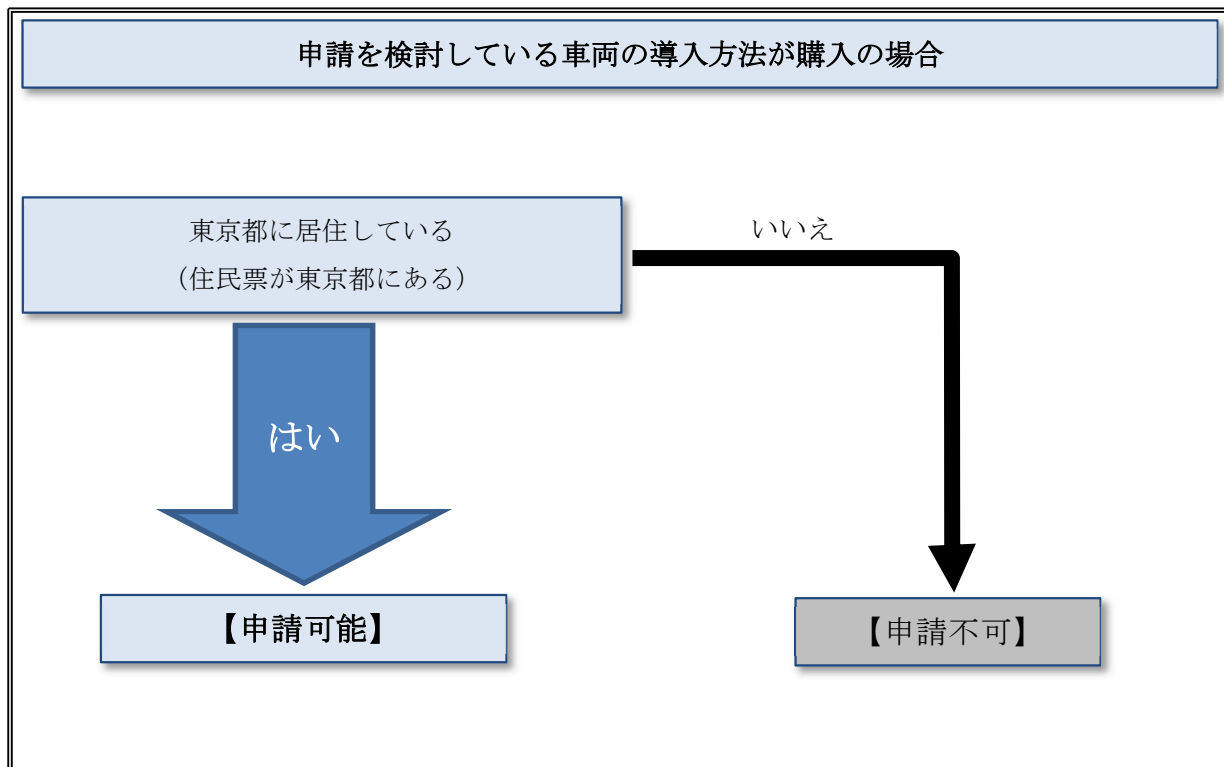 申請を検討している車両の導入方法が購入の場合
東京都に居住している
（住民票が東京都にある）
いいえ
はい
【申請可能】
【申請不可】